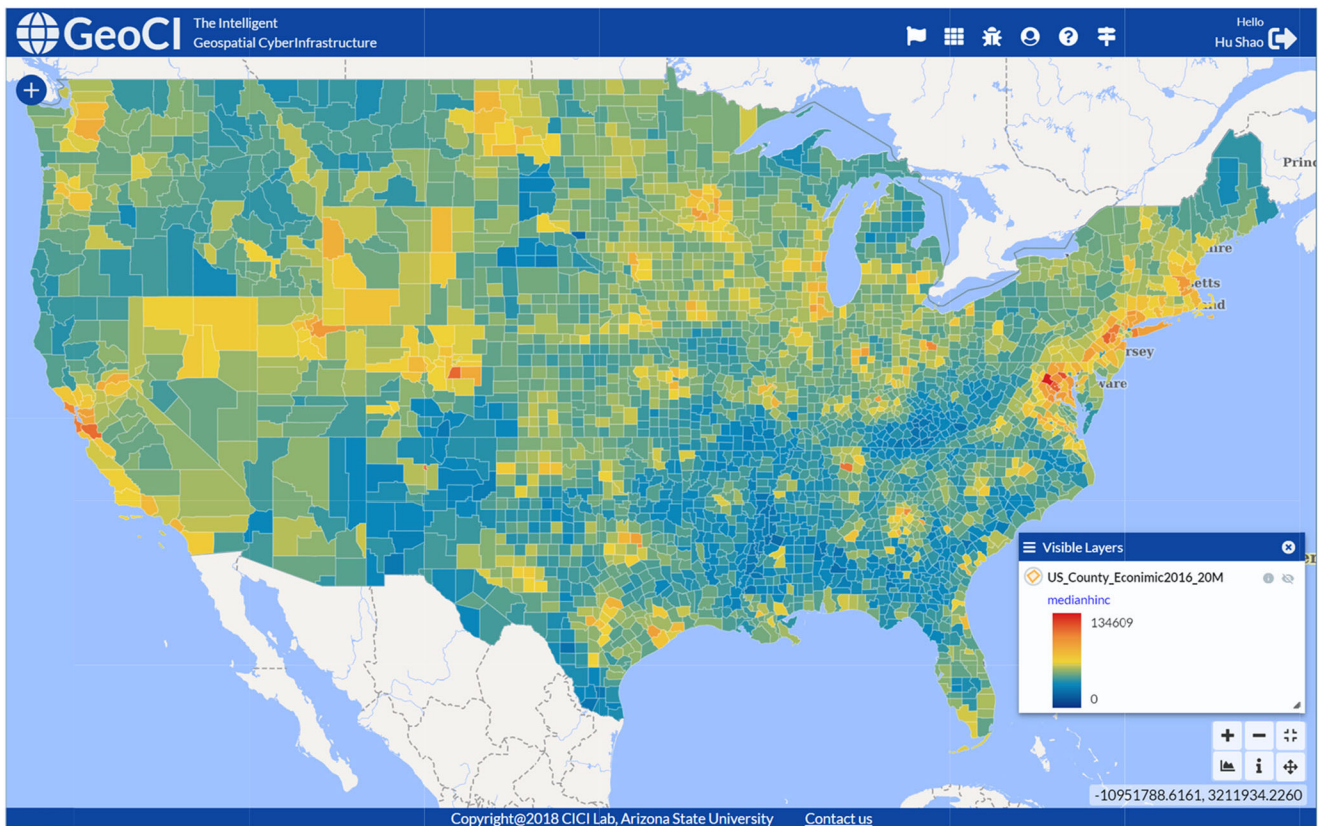 GeoCI
The Intelligent
Geospatial CyberInfrastructure
Hello
Hu Shao
Prin
ire
etts
nd
rsey
ware
Visible Layers
US_County_Econimic2016_20M
medianhinc
134609
0
-10951788.6161, 3211934.2260
Copyright@2018 CICI Lab, Arizona State University Contact us